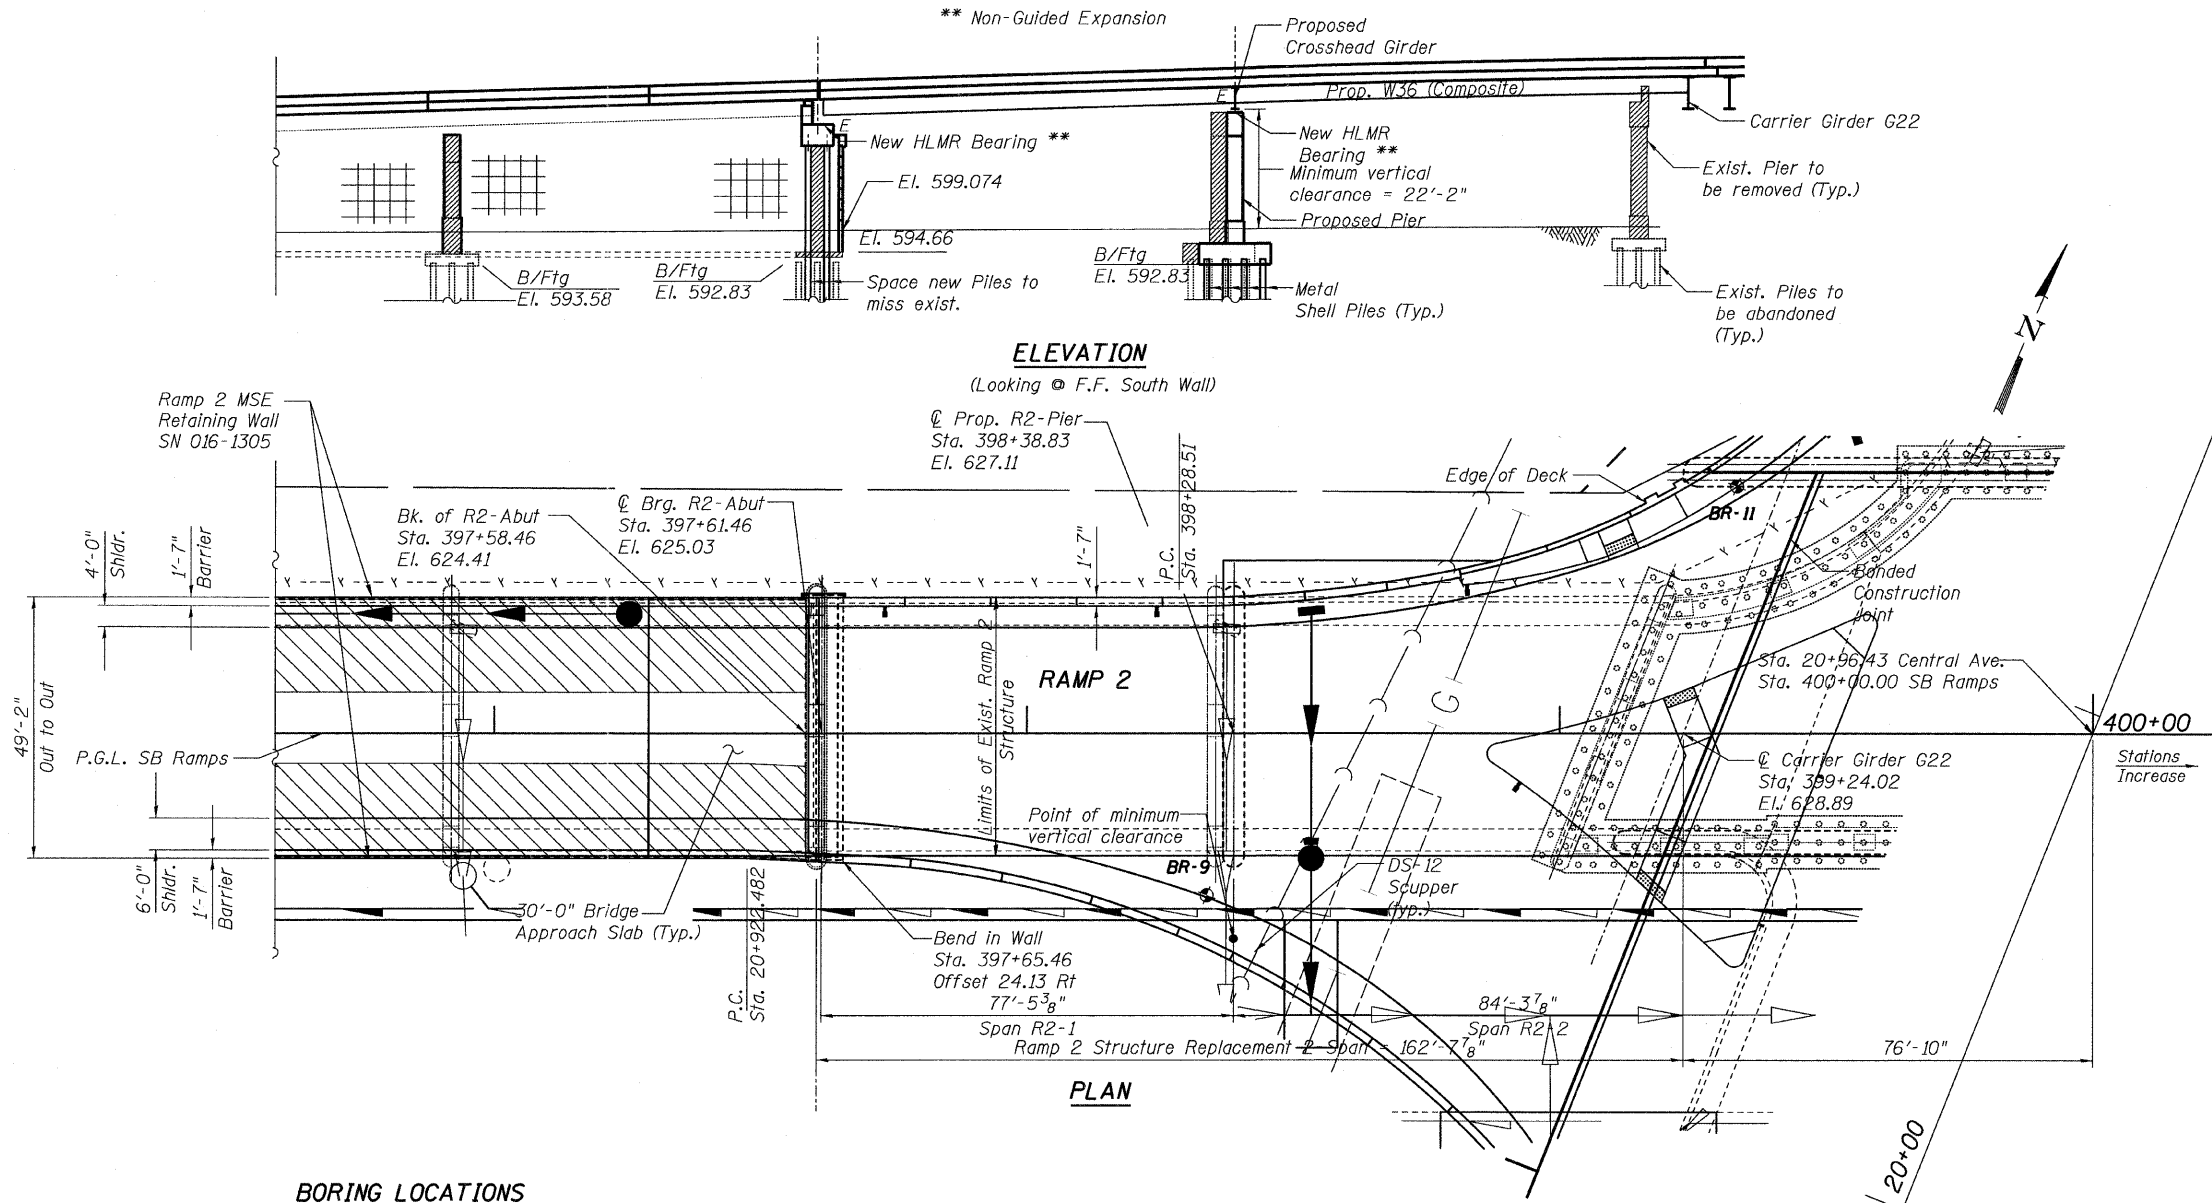 ** Non-Guided Expansion
Proposed
Crosshead Girder
E
Prop. W36 (Composite)
Carrier Girder G22
E
New HLMR Bearing **
New HLMR
Bearing **
Minimum vertical
clearance = 22'-2"
Exist. Pier to
be removed (Typ.)
El. 599.074
Proposed Pier
El. 594.66
B/Ftg
El. 593.58
B/Ftg
El. 592.83
Space new Piles to
miss exist.
B/Ftg
El. 592.83
Metal
Shell Piles (Typ.)
Exist. Piles to
be abandoned
(Typ.)
N
ELEVATION
(Looking @ F.F. South Wall)
Ramp 2 MSE
Retaining Wall
SN 016-1305
℄ Prop. R2-Pier
Sta. 398+38.83
El. 627.11
P.C.
Sta. 398+28.51
Edge of Deck
Bk. of R2-Abut
Sta. 397+58.46
El. 624.41
℄ Brg. R2-Abut
Sta. 397+61.46
El. 625.03
BR-11
4'-0"
Shldr.
1'-7"
Barrier
1'-7"
Bonded
Construction
Joint
49'-2"
Out to Out
Limits of Exist. Ramp 2
Structure
RAMP 2
G
Sta. 20+96.43 Central Ave.
Sta. 400+00.00 SB Ramps
400+00
Stations
Increase
P.G.L. SB Ramps
℄ Carrier Girder G22
Sta. 399+24.02
El. 628.89
Point of minimum
vertical clearance
BR-9
DS-12
Scupper
(Typ.)
6'-0"
Shldr.
1'-7"
Barrier
30'-0" Bridge
Approach Slab (Typ.)
P.C.
Sta. 20+922.482
Bend in Wall
Sta. 397+65.46
Offset 24.13 Rt
77'-5 3/8"
Span R2-1
84'-3 7/8"
Span R2-2
Ramp 2 Structure Replacement 2-Span = 162'-7 7/8"
76'-10"
PLAN
20+00
BORING LOCATIONS